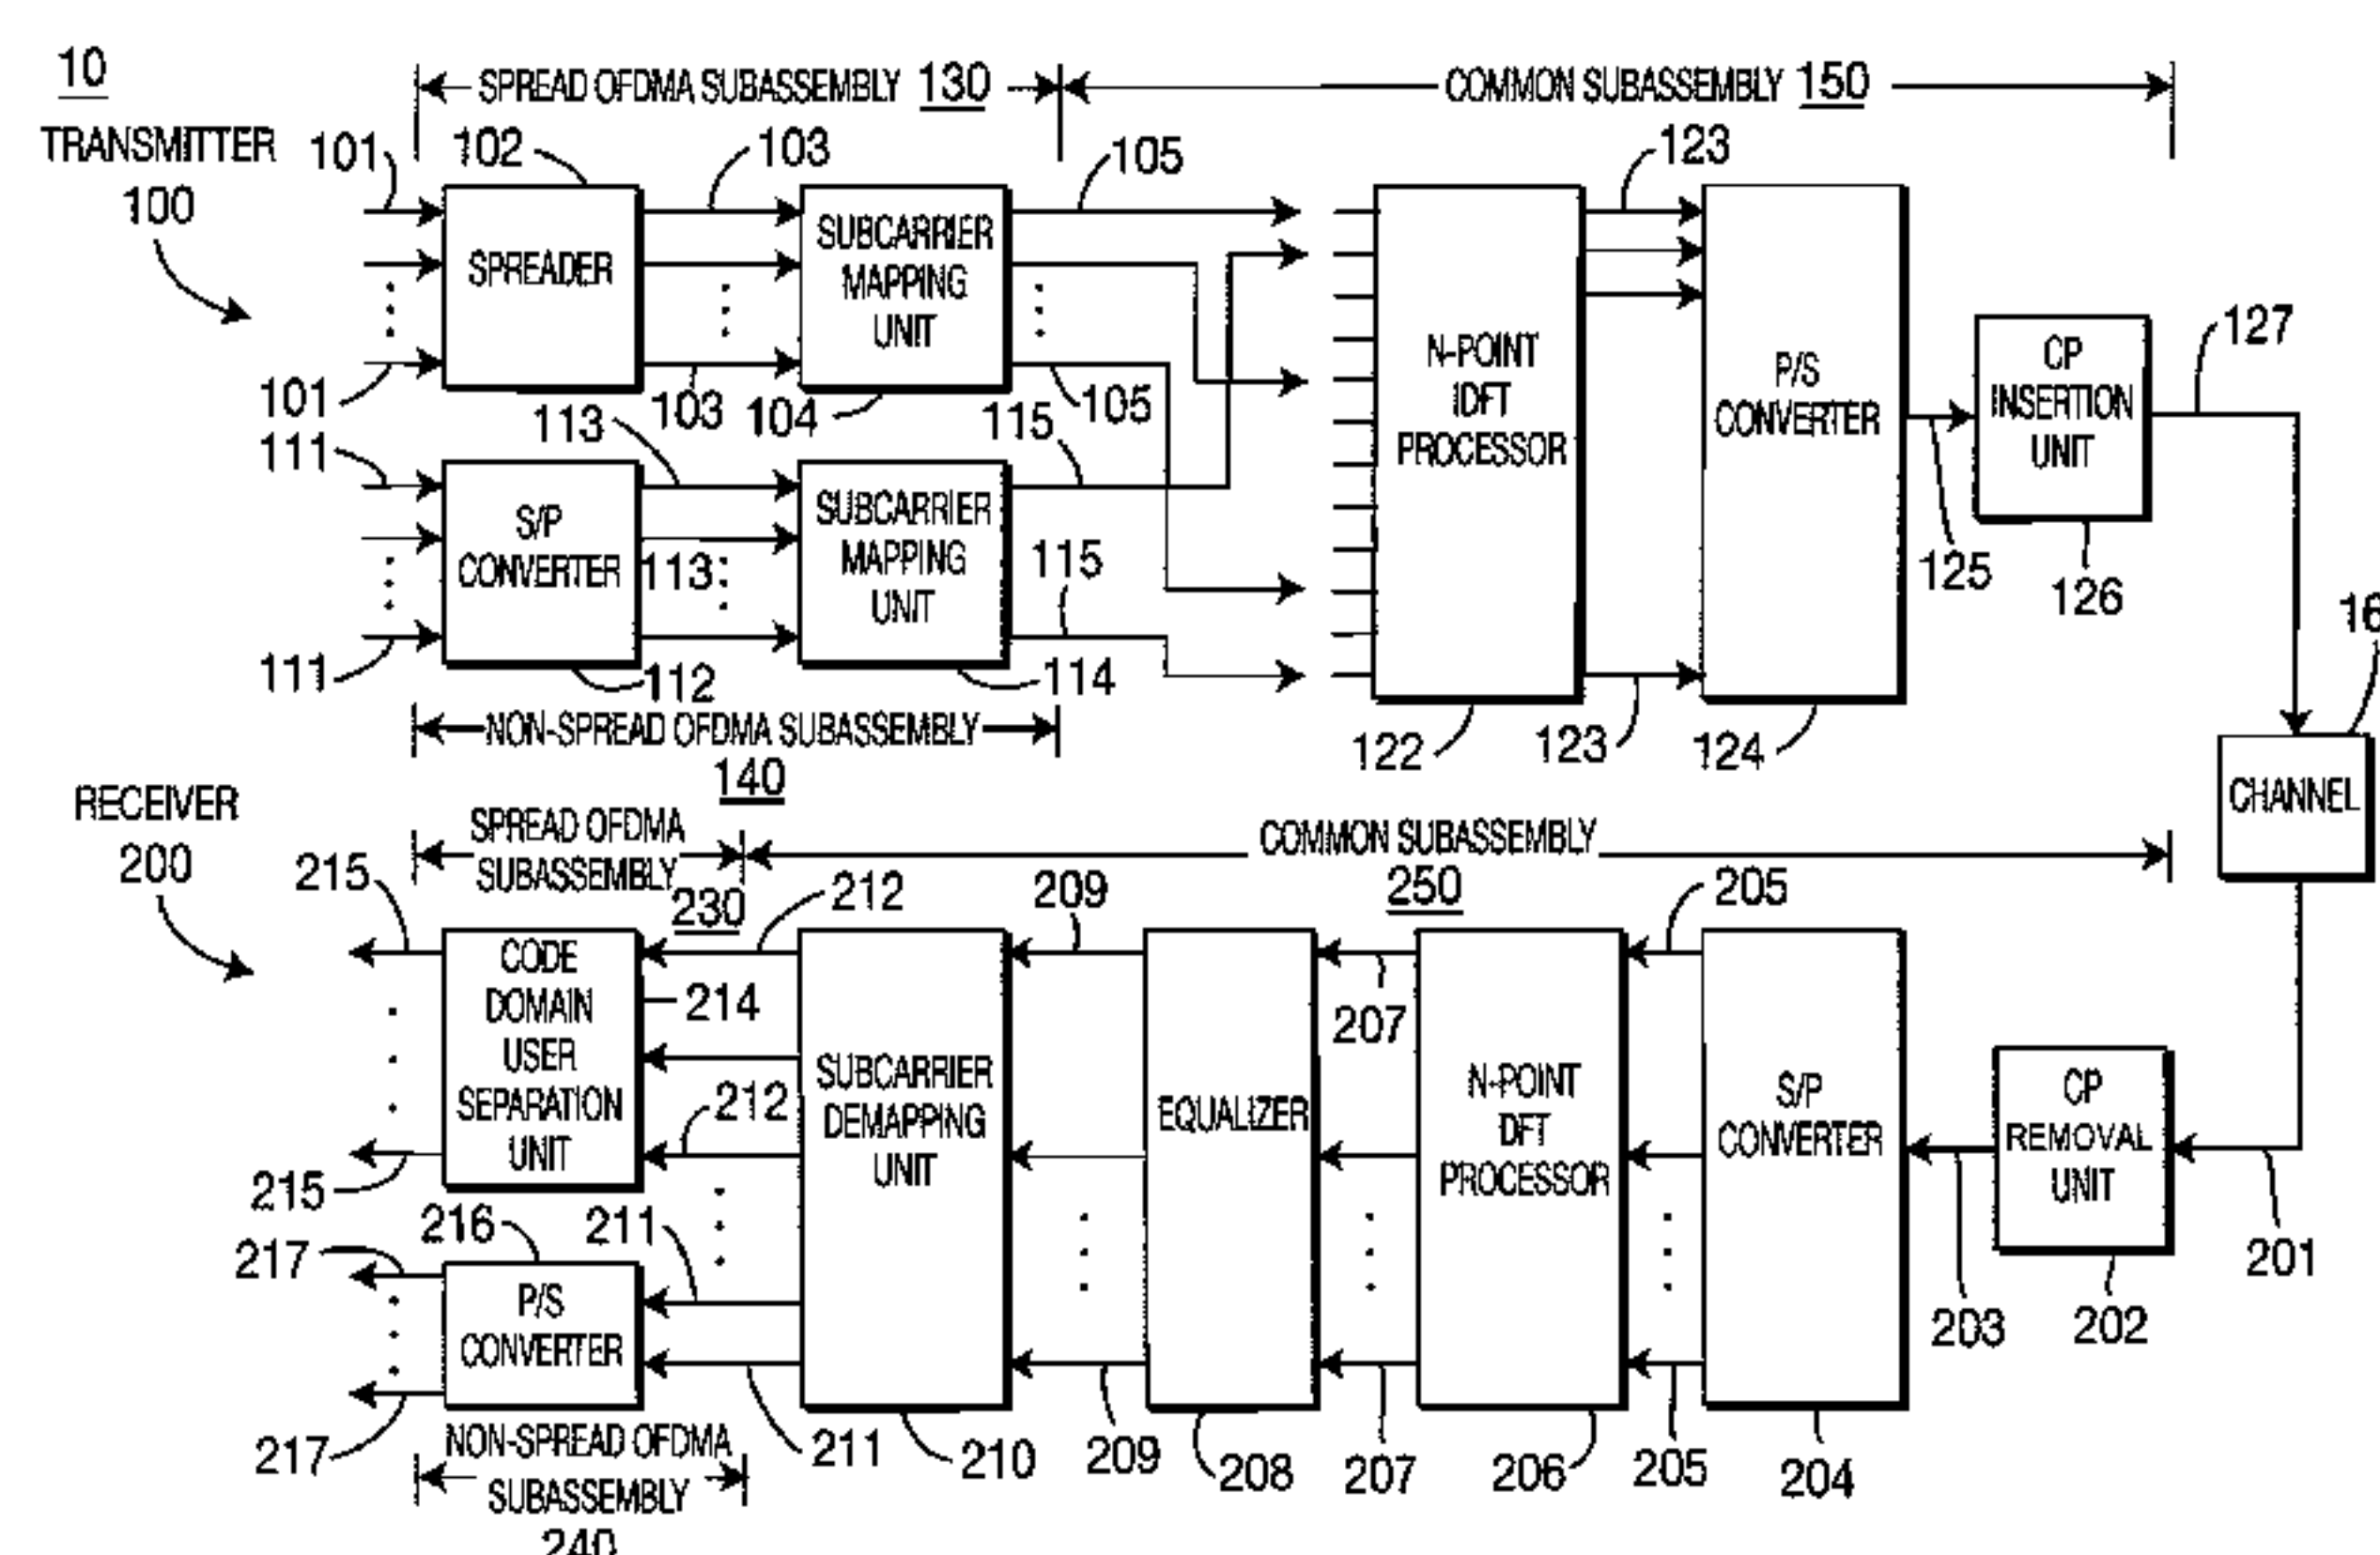 10
SPREAD OFDMA SUBASSEMBLY 130
COMMON SUBASSEMBLY 150
TRANSMITTER
100
101
102
103
105
123
SPREADER
SUBCARRIER
MAPPING
UNIT
N-POINT
IDFT
PROCESSOR
P/S
CONVERTER
CP
INSERTION
UNIT
127
101
103
104
105
113
115
111
S/P
CONVERTER
113
SUBCARRIER
MAPPING
UNIT
115
125
126
111
112
114
NON-SPREAD OFDMA SUBASSEMBLY
140
122
123
124
CHANNEL
RECEIVER
200
SPREAD OFDMA
SUBASSEMBLY
230
COMMON SUBASSEMBLY
250
215
212
209
205
CODE
DOMAIN
USER
SEPARATION
UNIT
214
212
SUBCARRIER
DEMAPPING
UNIT
EQUALIZER
207
N-POINT
DFT
PROCESSOR
S/P
CONVERTER
CP
REMOVAL
UNIT
215
216
211
201
217
P/S
CONVERTER
203
202
217
NON-SPREAD OFDMA
SUBASSEMBLY
240
211
210
209
208
207
206
205
204